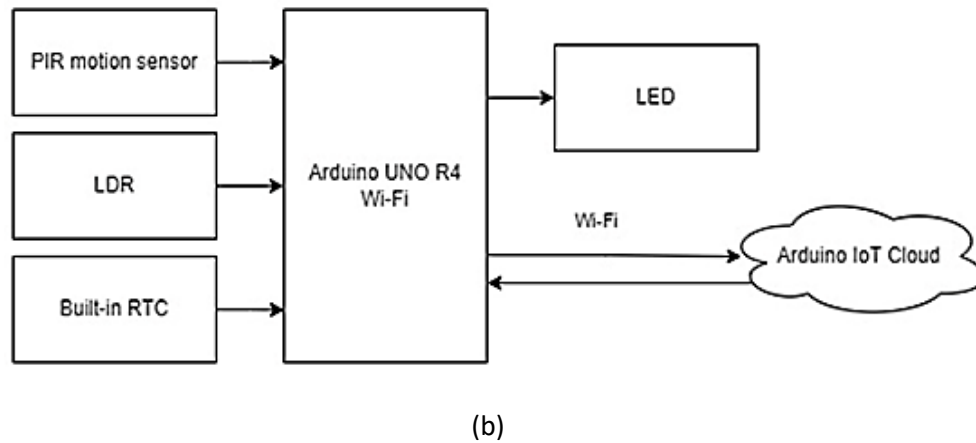 PIR motion sensor
LDR
Built-in RTC
Arduino UNO R4
Wi-Fi
LED
Wi-Fi
Arduino IoT Cloud
(b)